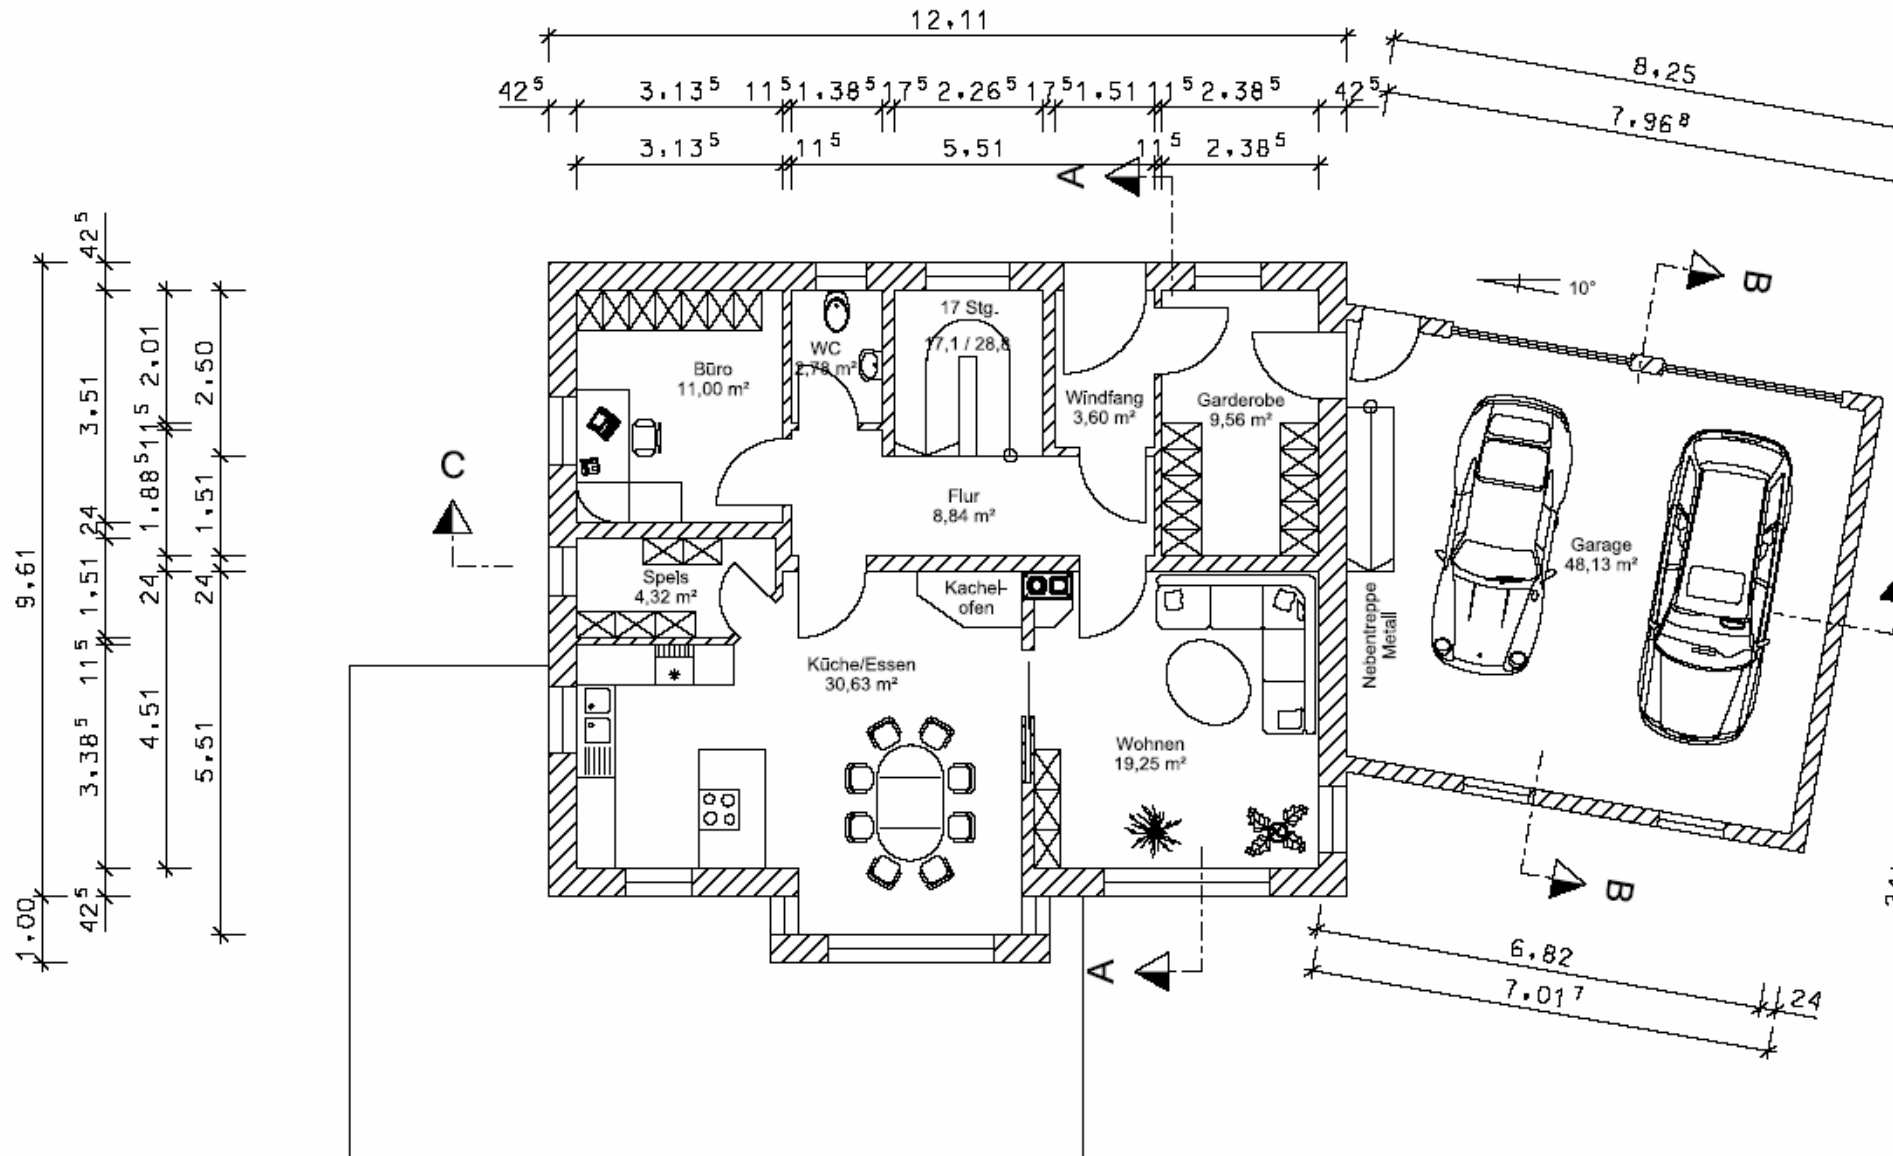 12,11
8,25
42⁵ 3.13⁵ 11⁵ 1.38⁵ 17⁵ 2.26⁵ 17⁵ 1.51 11⁵ 2.38⁵ 42⁵
7.96⁸
3,13⁵ 11⁵ 5,51 11⁵ 2,38⁵
A
42⁵
B
10°
17 Stg.
17,1 / 28,8
WC
2,78 m²
Büro
11,00 m²
Windfang
3,60 m²
Garderobe
9,56 m²
2,01
2,50
3,51
11⁵
C
1,88⁵
1,51
24
Flur
8,84 m²
Garage
48,13 m²
9,61
1,51
24
24
Speis
4,32 m²
Kachel-
ofen
Nebentreppe
Metall
11⁵
Küche/Essen
30,63 m²
4,51
5,51
3,38⁵
Wohnen
19,25 m²
B
42⁵
1,00
A
6,82
7,01⁷
24